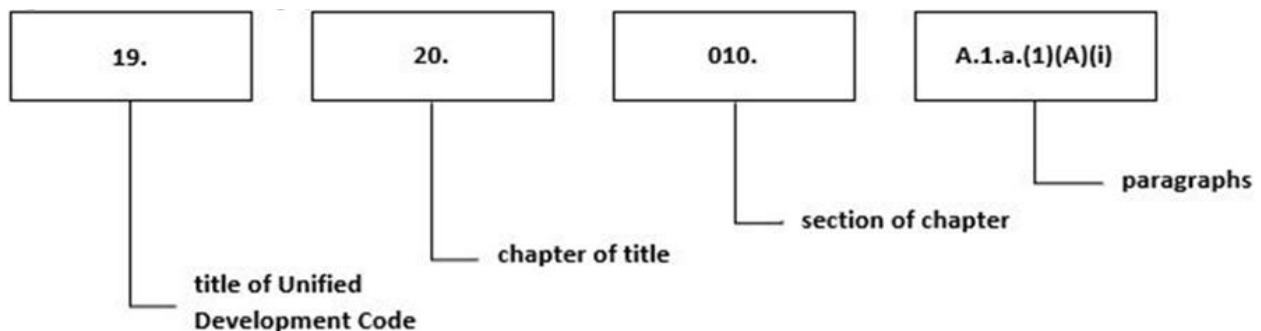 19.
20.
010.
A.1.a.(1)(A)(i)
paragraphs
section of chapter
chapter of title
title of Unified
Development Code